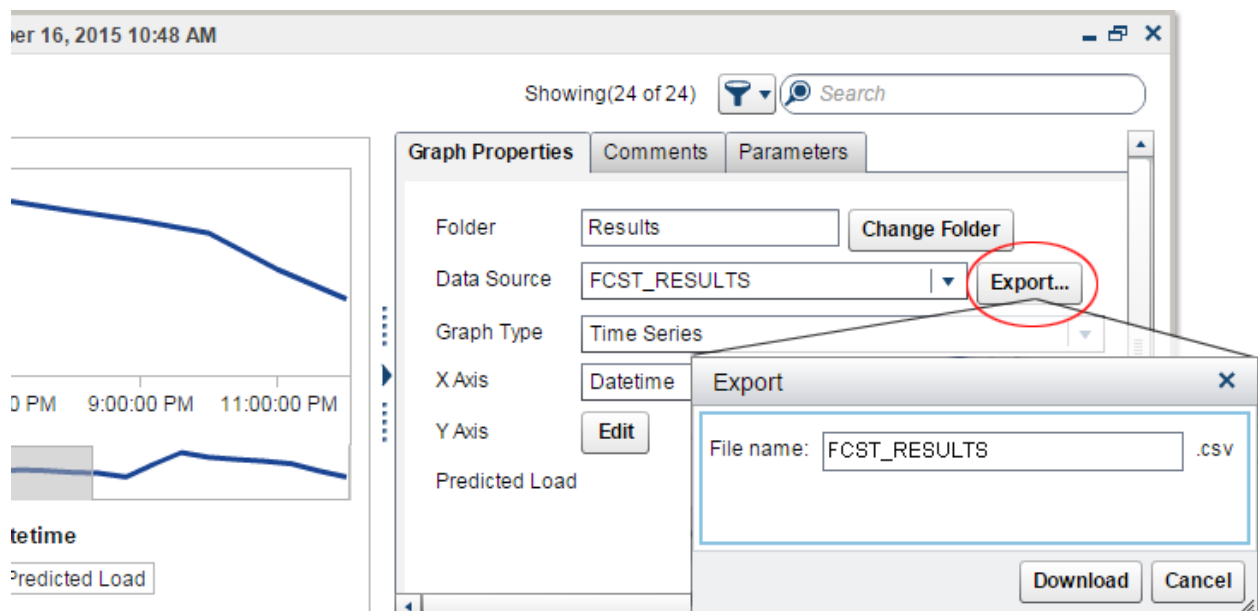 ber 16, 2015 10:48 AM
Showing(24 of 24) Search
Graph Properties Comments Parameters
Folder Results Change Folder
Data Source FCST_RESULTS Export...
Graph Type Time Series
X Axis Datetime
Y Axis Edit
Predicted Load
0 PM 9:00:00 PM 11:00:00 PM
tetime
Predicted Load
Export
File name: FCST_RESULTS .csv
Download Cancel